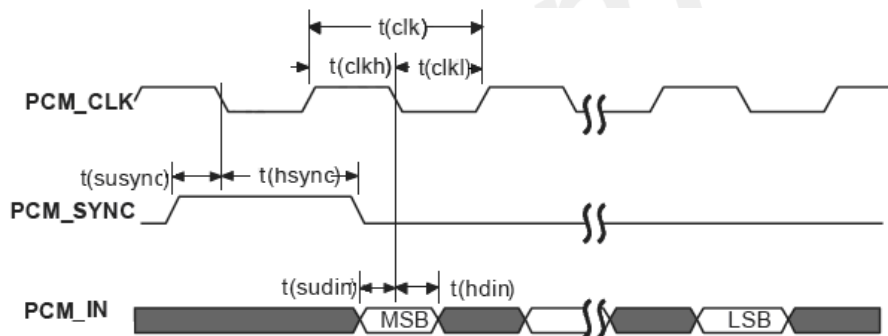 t(clk)
t(clkh) t(clkl)
PCM_CLK
t(susync) t(hsync)
PCM_SYNC
t(sudin) t(hdin)
PCM_IN MSB LSB